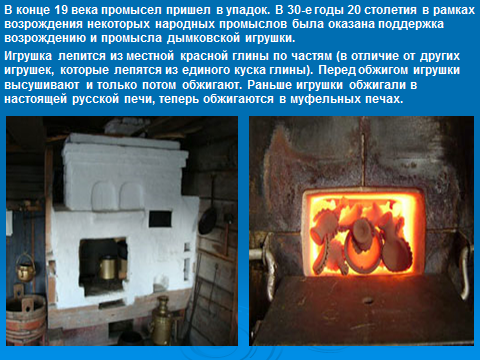 В конце 19 века промысел пришел в упадок. В 30-е годы 20 столетия в рамках
возрождения некоторых народных промыслов была оказана поддержка
возрождению и промысла дымковской игрушки.
Игрушка лепится из местной красной глины по частям (в отличие от других
игрушек, которые лепятся из единого куска глины). Перед обжигом игрушки
высушивают и только потом обжигают. Раньше игрушки обжигали в
настоящей русской печи, теперь обжигаются в муфельных печах.